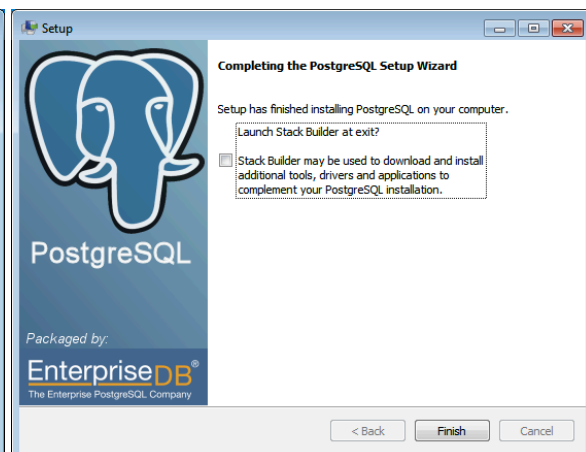 Setup
Completing the PostgreSQL Setup Wizard
Setup has finished installing PostgreSQL on your computer.
Launch Stack Builder at exit?
Stack Builder may be used to download and install
additional tools, drivers and applications to
complement your PostgreSQL installation.
PostgreSQL
Packaged by:
EnterpriseDB®
The Enterprise PostgreSQL Company
< Back
Finish
Cancel